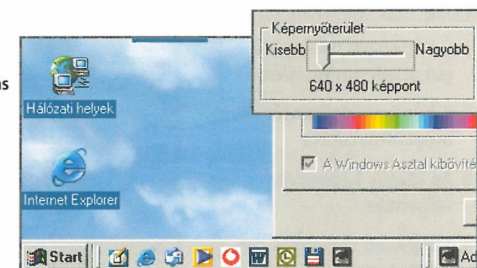 Képernyőterület
Kisebb Nagyobb
640 x 480 képpont
Hálózati helyek
A Windows Asztal kibővíté
Internet Explorer
Start
Ad